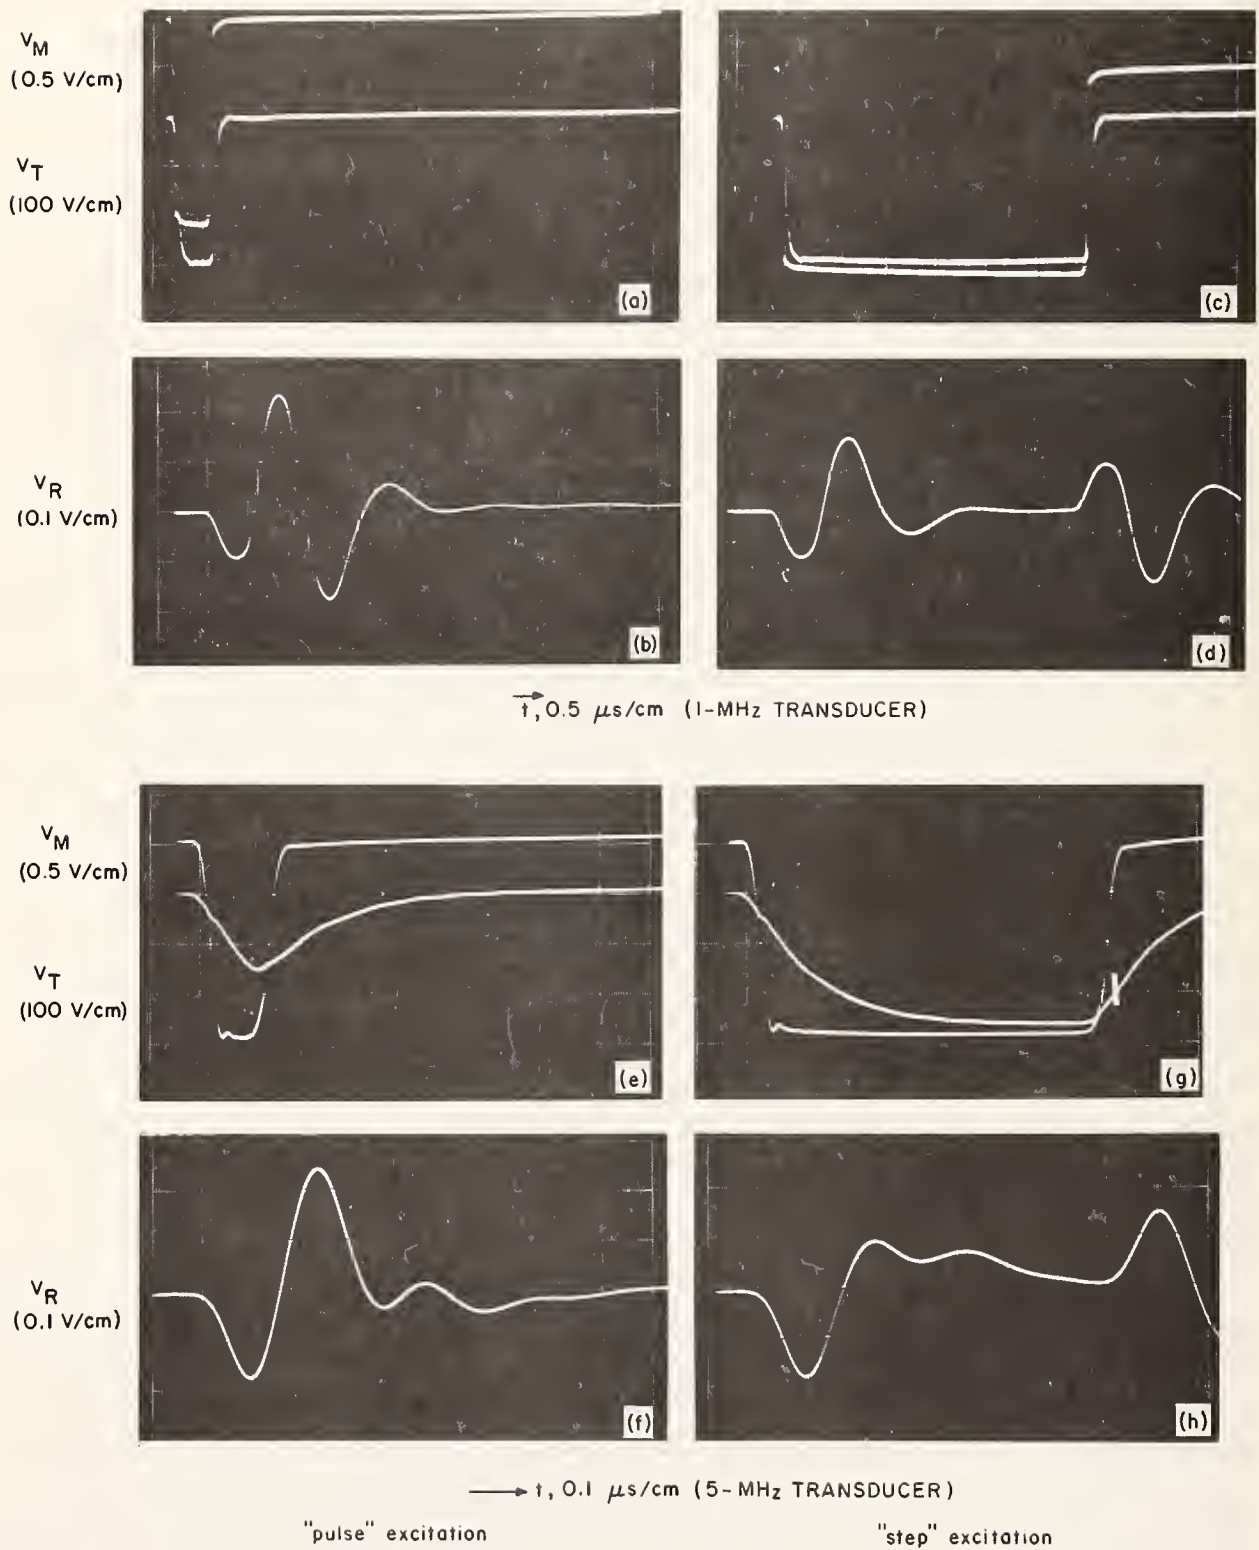 V_M
(0.5 V/cm)
V_T
(100 V/cm)
(a)
(c)
V_R
(0.1 V/cm)
(b)
(d)
t, 0.5 μs/cm (1-MHz TRANSDUCER)
V_M
(0.5 V/cm)
V_T
(100 V/cm)
(e)
(g)
V_R
(0.1 V/cm)
(f)
(h)
t, 0.1 μs/cm (5-MHz TRANSDUCER)
"pulse" excitation
"step" excitation